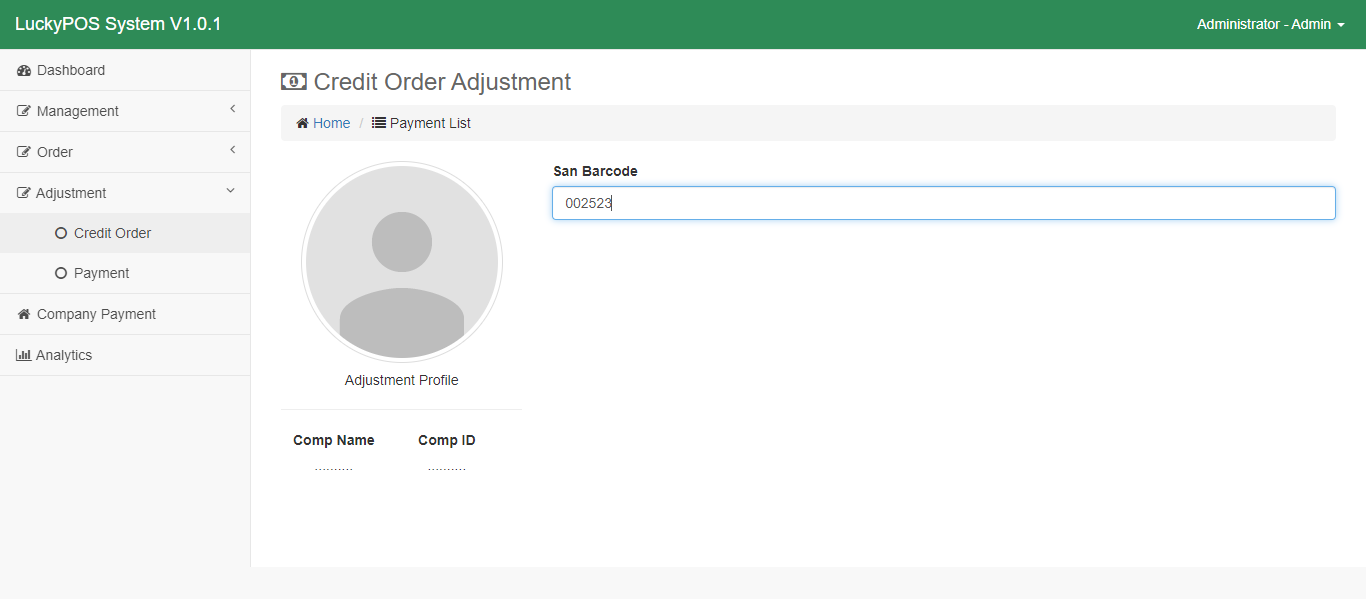 LuckyPOS System V1.0.1
Administrator - Admin
Dashboard
Management
Order
Adjustment
Credit Order
Payment
Company Payment
Analytics
Credit Order Adjustment
Home / Payment List
Adjustment Profile
Comp Name Comp ID
.......... ..........
San Barcode
002523